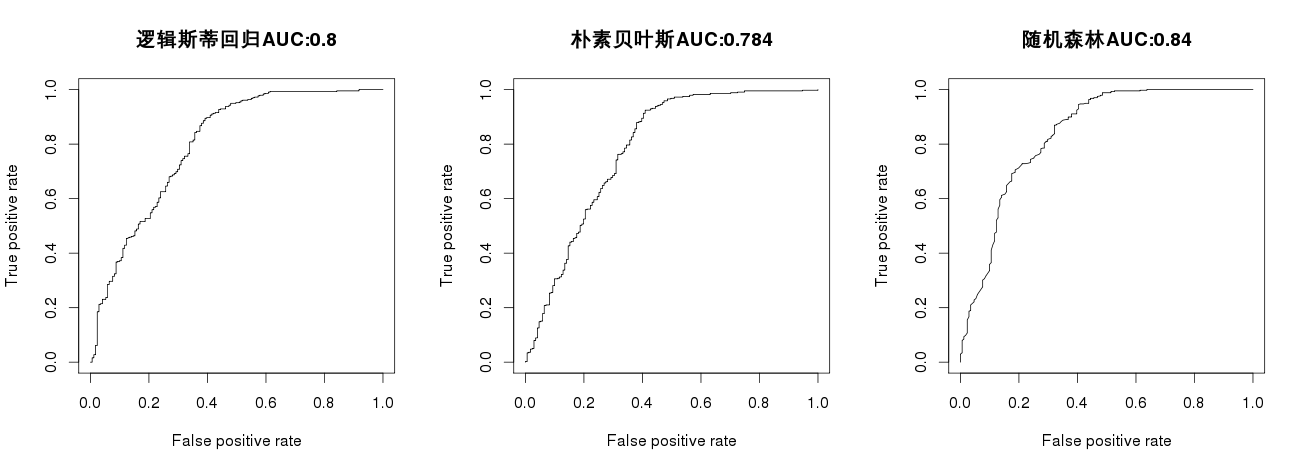 逻辑斯蒂回归AUC:0.8
True positive rate
1.0
0.8
0.6
0.4
0.2
0.0
0.0 0.2 0.4 0.6 0.8 1.0
False positive rate
朴素贝叶斯AUC:0.784
True positive rate
1.0
0.8
0.6
0.4
0.2
0.0
0.0 0.2 0.4 0.6 0.8 1.0
False positive rate
随机森林AUC:0.84
True positive rate
1.0
0.8
0.6
0.4
0.2
0.0
0.0 0.2 0.4 0.6 0.8 1.0
False positive rate